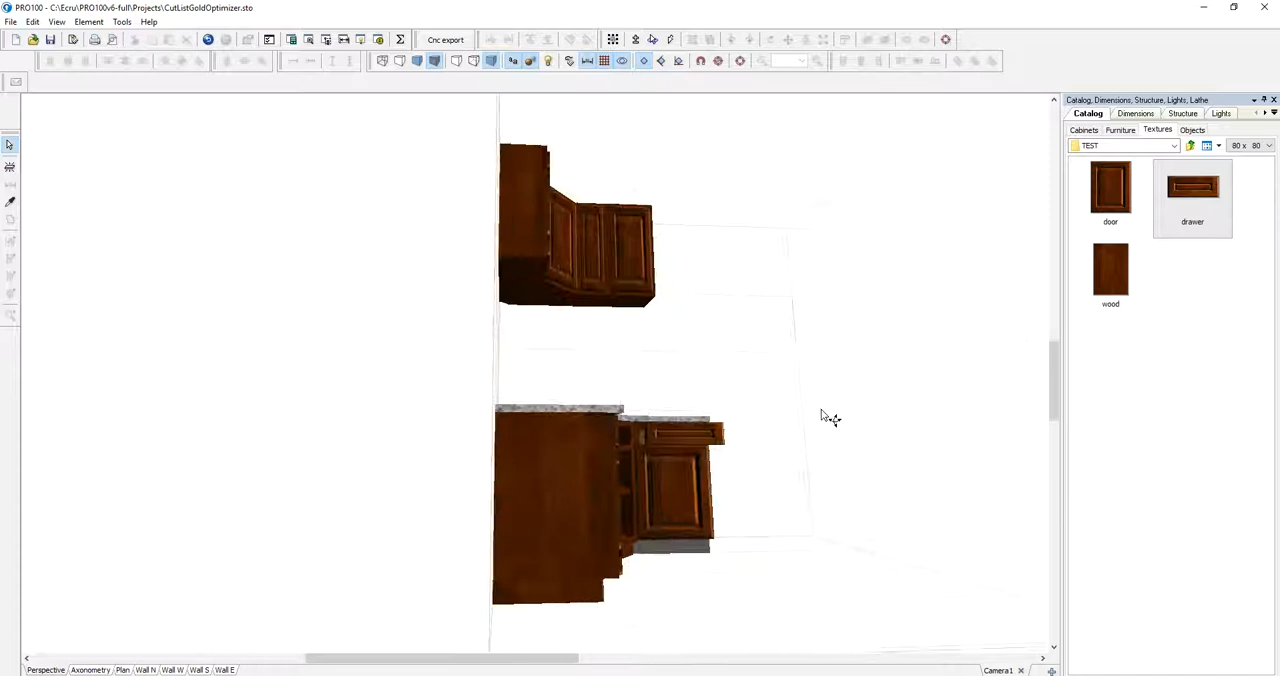 PRO100 - C:\Ecru\PRO100v6-full\Projects\CutListGoldOptimizer.sto
File Edit View Element Tools Help
Cnc export
Catalog, Dimensions, Structure, Lights, Lathe
Catalog Dimensions Structure Lights
Cabinets Furniture Textures Objects
TEST 80 x 80
door drawer
wood
Perspective Axonometry Plan Wall N Wall W Wall S Wall E Camera1